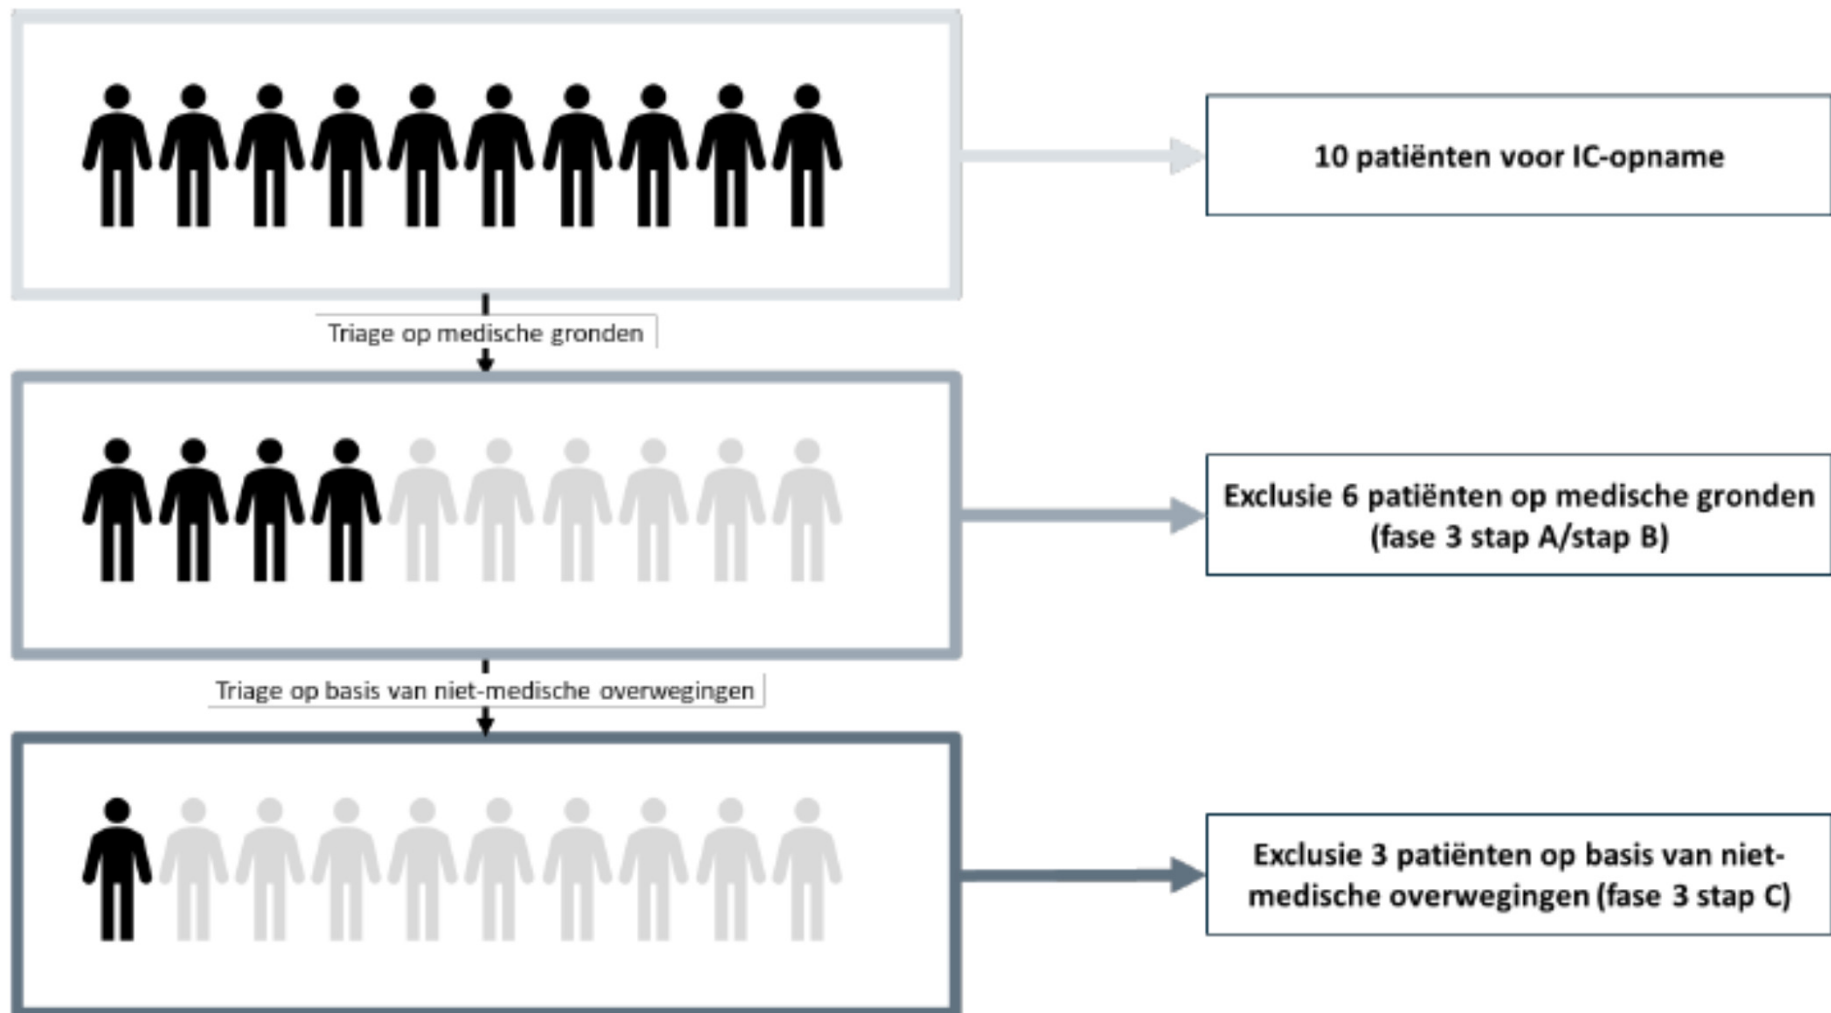 10 patiënten voor IC-opname
Triage op medische gronden
Exclusie 6 patiënten op medische gronden
(fase 3 stap A/stap B)
Triage op basis van niet-medische overwegingen
Exclusie 3 patiënten op basis van niet-
medische overwegingen (fase 3 stap C)